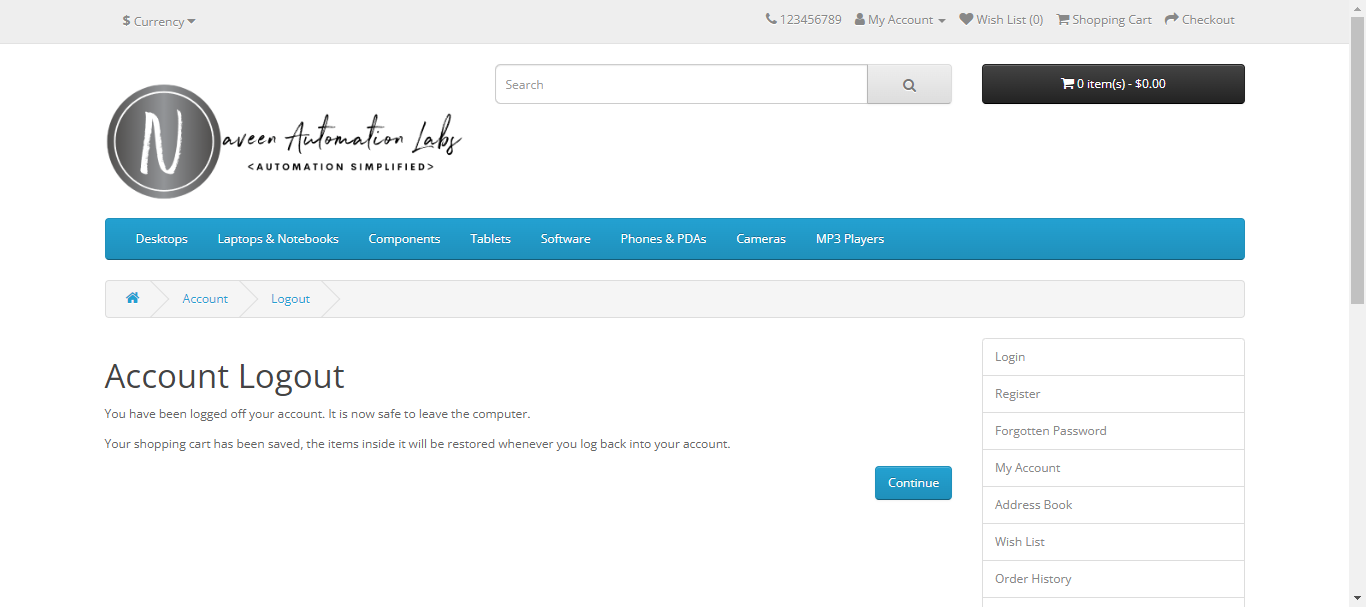 $ Currency
123456789 My Account Wish List (0) Shopping Cart Checkout
Search
0 item(s) - $0.00
N
aveen Automation Labs
<AUTOMATION SIMPLIFIED>
Desktops Laptops & Notebooks Components Tablets Software Phones & PDAs Cameras MP3 Players
Account Logout
Account Logout
You have been logged off your account. It is now safe to leave the computer.
Your shopping cart has been saved, the items inside it will be restored whenever you log back into your account.
Continue
Login
Register
Forgotten Password
My Account
Address Book
Wish List
Order History